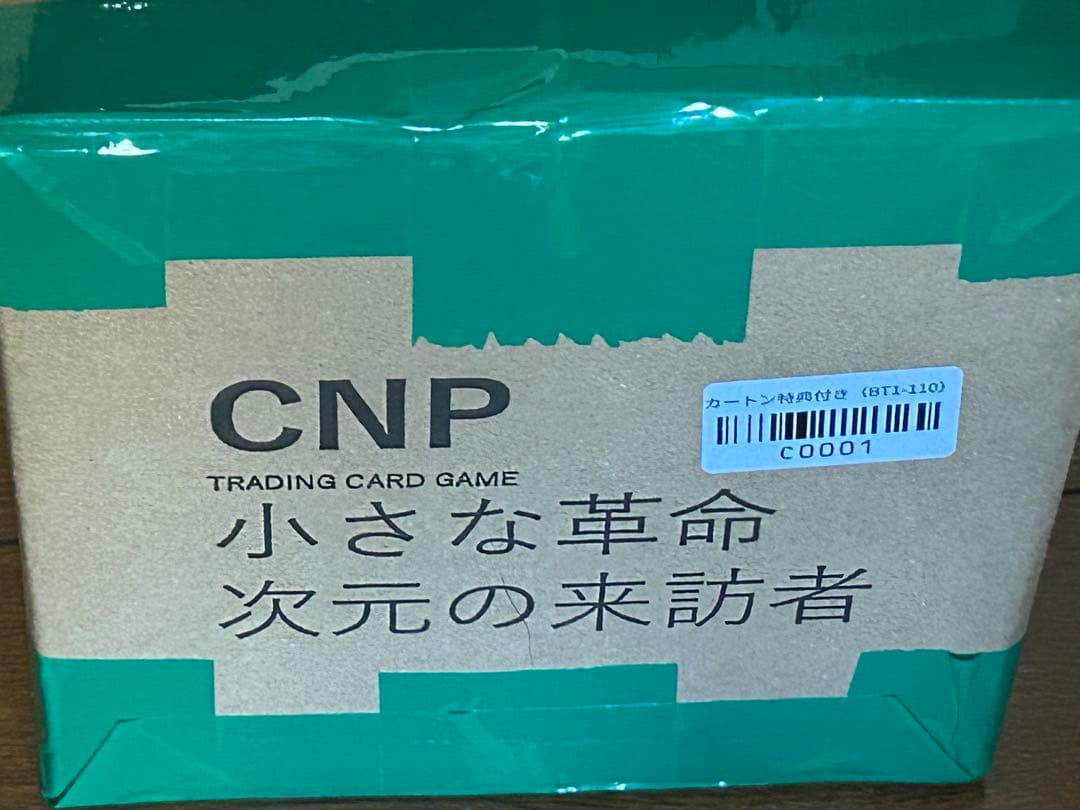 CNP
TRADING CARD GAME
小さな革命
次元の来訪者
カートン特典付き (BT1-110)
C0001